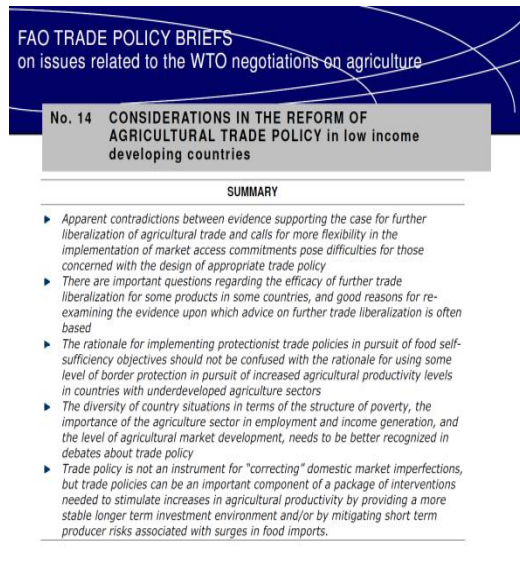 FAO TRADE POLICY BRIEFS
on issues related to the WTO negotiations on agriculture
No. 14 CONSIDERATIONS IN THE REFORM OF
AGRICULTURAL TRADE POLICY in low income
developing countries
SUMMARY
Apparent contradictions between evidence supporting the case for further
liberalization of agricultural trade and calls for more flexibility in the
implementation of market access commitments pose difficulties for those
concerned with the design of appropriate trade policy
There are important questions regarding the efficacy of further trade
liberalization for some products in some countries, and good reasons for re-
examining the evidence upon which advice on further trade liberalization is often
based
The rationale for implementing protectionist trade policies in pursuit of food self-
sufficiency objectives should not be confused with the rationale for using some
level of border protection in pursuit of increased agricultural productivity levels
in countries with underdeveloped agriculture sectors
The diversity of country situations in terms of the structure of poverty, the
importance of the agriculture sector in employment and income generation, and
the level of agricultural market development, needs to be better recognized in
debates about trade policy
Trade policy is not an instrument for "correcting" domestic market imperfections,
but trade policies can be an important component of a package of interventions
needed to stimulate increases in agricultural productivity by providing a more
stable longer term investment environment and/or by mitigating short term
producer risks associated with surges in food imports.